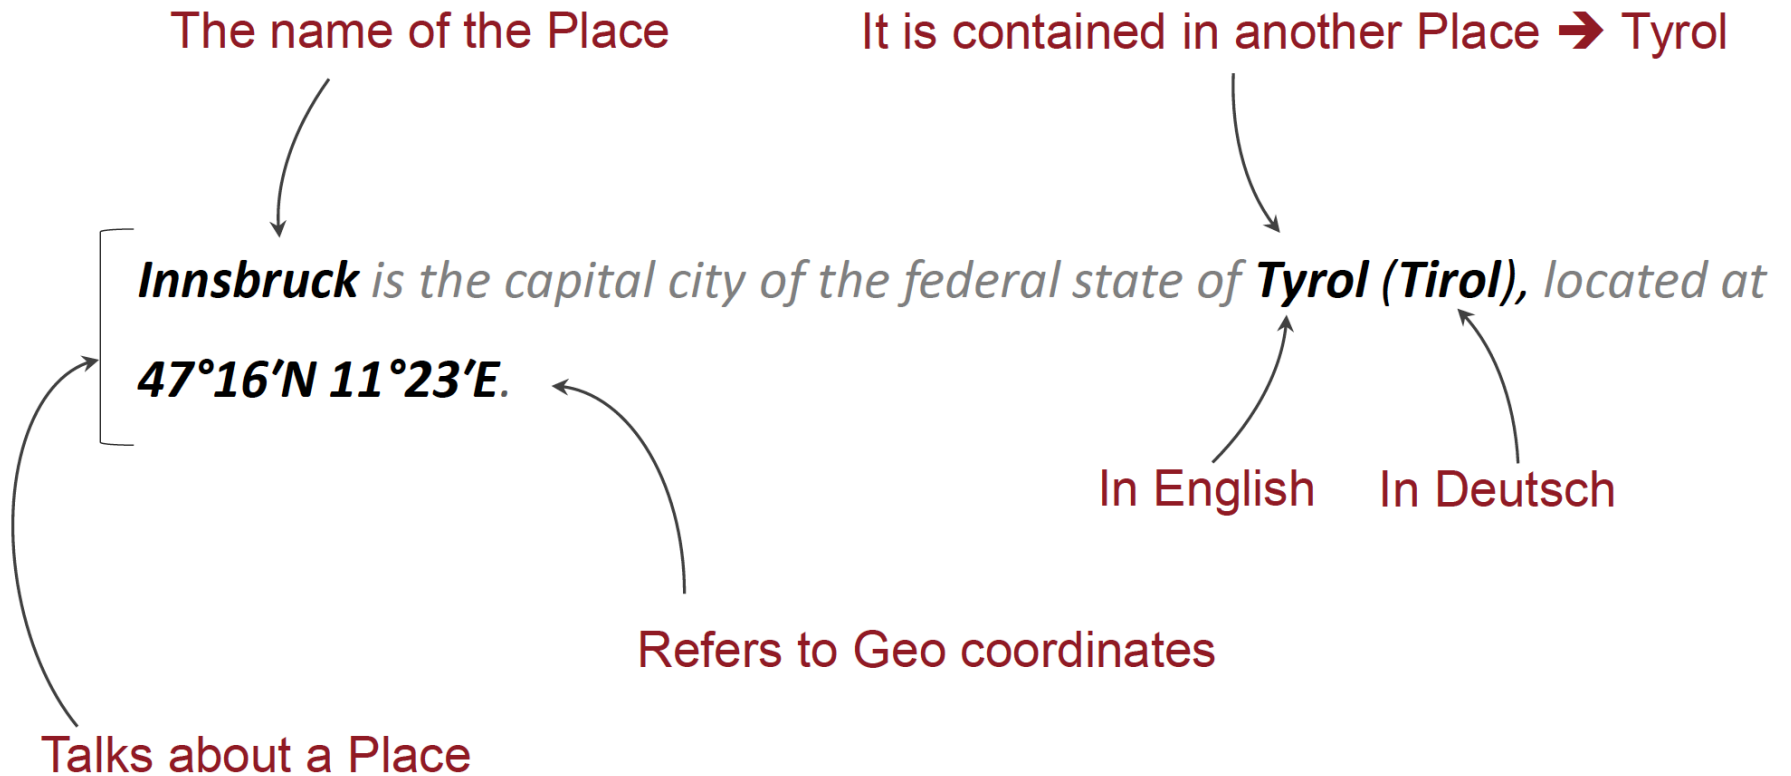 The name of the Place
It is contained in another Place ➔ Tyrol
Innsbruck is the capital city of the federal state of Tyrol (Tirol), located at
47°16′N 11°23′E.
In English
In Deutsch
Refers to Geo coordinates
Talks about a Place